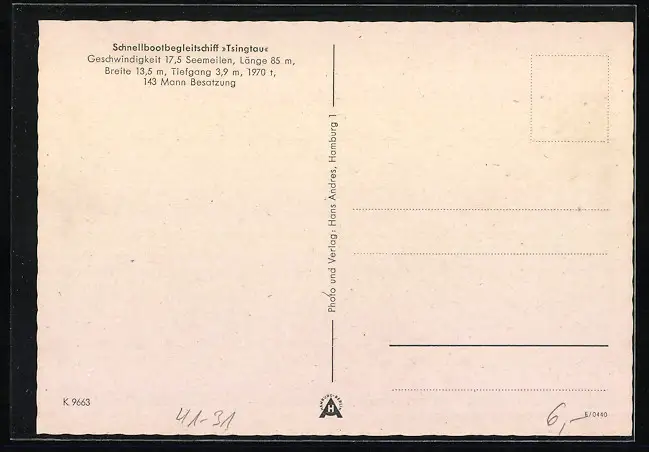 Schnellbootbegleitschiff »Tsingtau«
Geschwindigkeit 17,5 Seemeilen, Länge 85 m,
Breite 13,5 m, Tiefgang 3,9 m, 1970 t,
143 Mann Besatzung
Photo und Verlag: Hans Andres, Hamburg 1
K 9663
41-31
H
6,-
E/0440